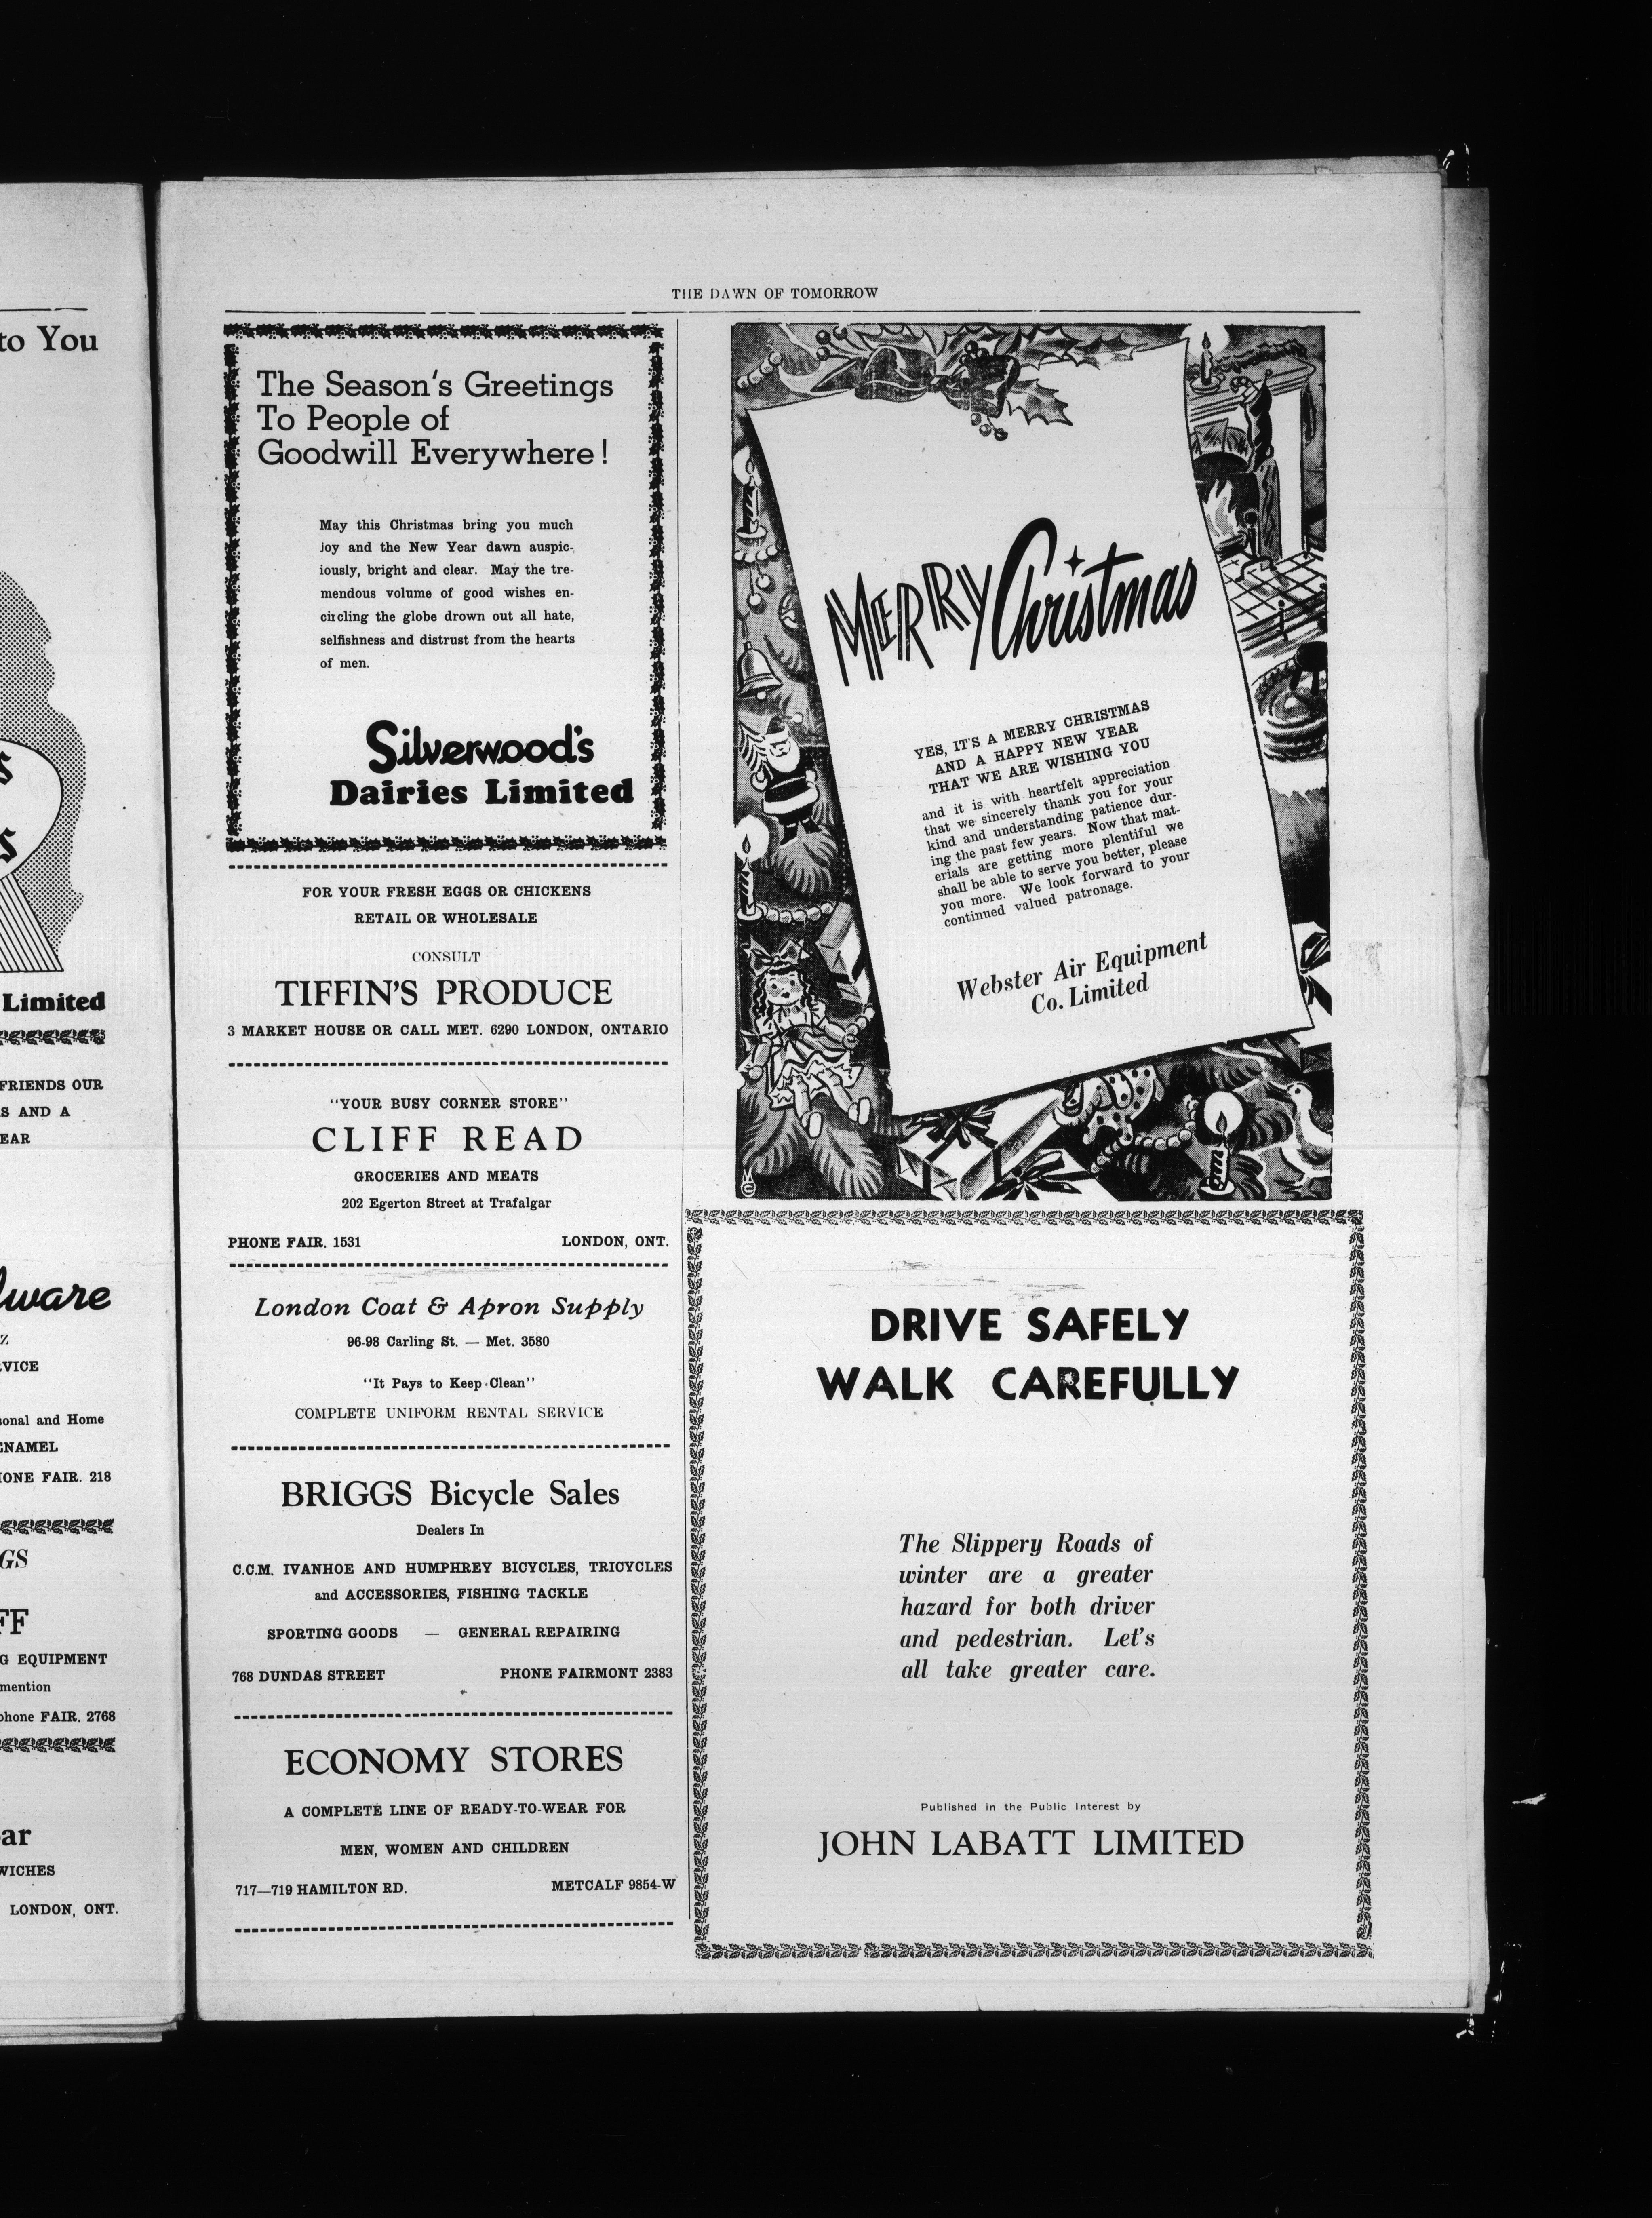 to You
S
S
Limited
FRIENDS OUR
S AND A
EAR
ware
Z
VICE
sonal and Home
ENAMEL
ONE FAIR. 218
GS
FF
G EQUIPMENT
mention
phone FAIR. 2768
ar
WICHES
LONDON, ONT.
THE DAWN OF TOMORROW
The Season's Greetings
To People of
Goodwill Everywhere!
May this Christmas bring you much
joy and the New Year dawn auspic-
iously, bright and clear. May the tre-
mendous volume of good wishes en-
circling the globe drown out all hate,
selfishness and distrust from the hearts
of men.
Silverwood's
Dairies Limited
FOR YOUR FRESH EGGS OR CHICKENS
RETAIL OR WHOLESALE
CONSULT
TIFFIN'S PRODUCE
3 MARKET HOUSE OR CALL MET. 6290 LONDON, ONTARIO
"YOUR BUSY CORNER STORE"
CLIFF READ
GROCERIES AND MEATS
202 Egerton Street at Trafalgar
PHONE FAIR. 1531 LONDON, ONT.
London Coat & Apron Supply
96-98 Carling St. — Met. 3580
"It Pays to Keep Clean"
COMPLETE UNIFORM RENTAL SERVICE
BRIGGS Bicycle Sales
Dealers In
C.C.M. IVANHOE AND HUMPHREY BICYCLES, TRICYCLES
and ACCESSORIES, FISHING TACKLE
SPORTING GOODS — GENERAL REPAIRING
768 DUNDAS STREET PHONE FAIRMONT 2383
ECONOMY STORES
A COMPLETE LINE OF READY-TO-WEAR FOR
MEN, WOMEN AND CHILDREN
717—719 HAMILTON RD. METCALF 9854-W
MERRY Christmas
YES, IT'S A MERRY CHRISTMAS
AND A HAPPY NEW YEAR
THAT WE ARE WISHING YOU
and it is with heartfelt appreciation
that we sincerely thank you for your
kind and understanding patience dur-
ing the past few years. Now that mat-
erials are getting more plentiful we
shall be able to serve you better, please
you more. We look forward to your
continued valued patronage.
Webster Air Equipment
Co. Limited
DRIVE SAFELY
WALK CAREFULLY
The Slippery Roads of
winter are a greater
hazard for both driver
and pedestrian. Let's
all take greater care.
Published in the Public Interest by
JOHN LABATT LIMITED